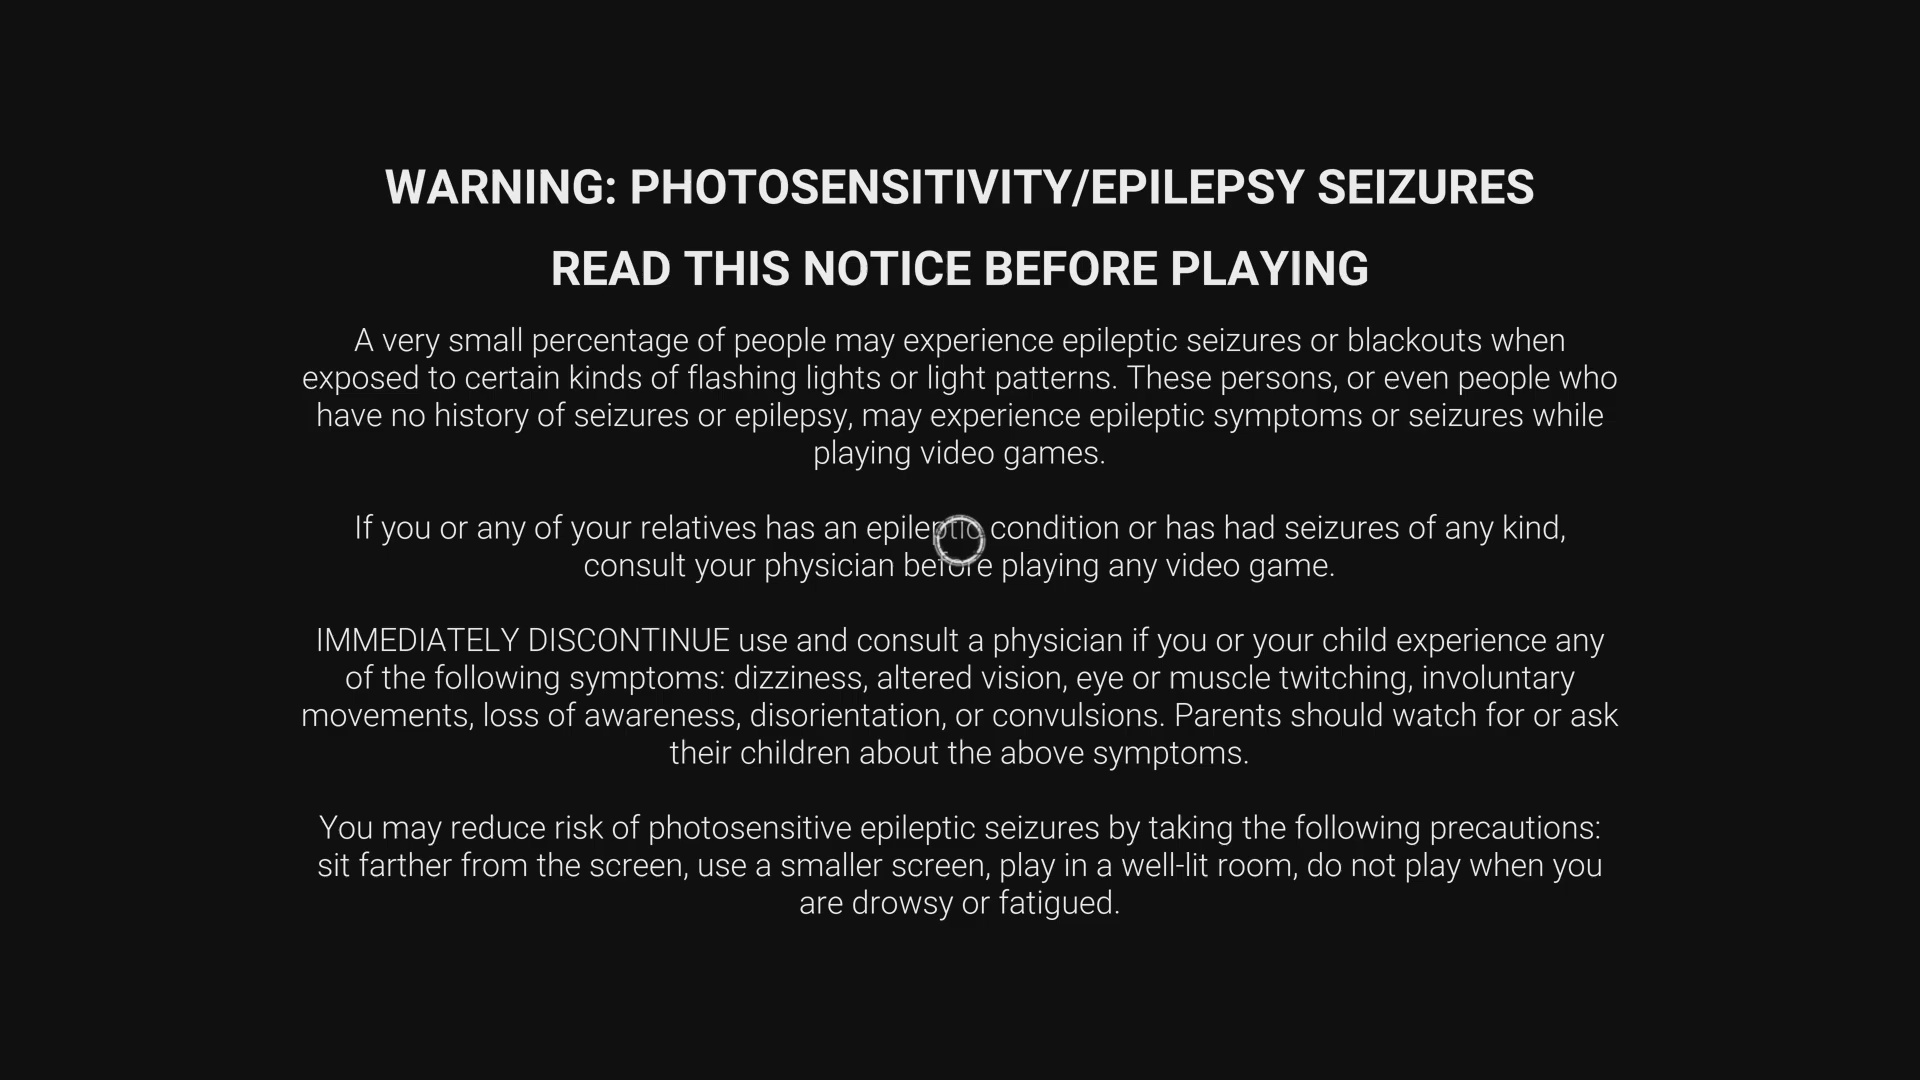 WARNING: PHOTOSENSITIVITY/EPILEPSY SEIZURES
READ THIS NOTICE BEFORE PLAYING
A very small percentage of people may experience epileptic seizures or blackouts when
exposed to certain kinds of flashing lights or light patterns. These persons, or even people who
have no history of seizures or epilepsy, may experience epileptic symptoms or seizures while
playing video games.
If you or any of your relatives has an epileptic condition or has had seizures of any kind,
consult your physician before playing any video game.
IMMEDIATELY DISCONTINUE use and consult a physician if you or your child experience any
of the following symptoms: dizziness, altered vision, eye or muscle twitching, involuntary
movements, loss of awareness, disorientation, or convulsions. Parents should watch for or ask
their children about the above symptoms.
You may reduce risk of photosensitive epileptic seizures by taking the following precautions:
sit farther from the screen, use a smaller screen, play in a well-lit room, do not play when you
are drowsy or fatigued.